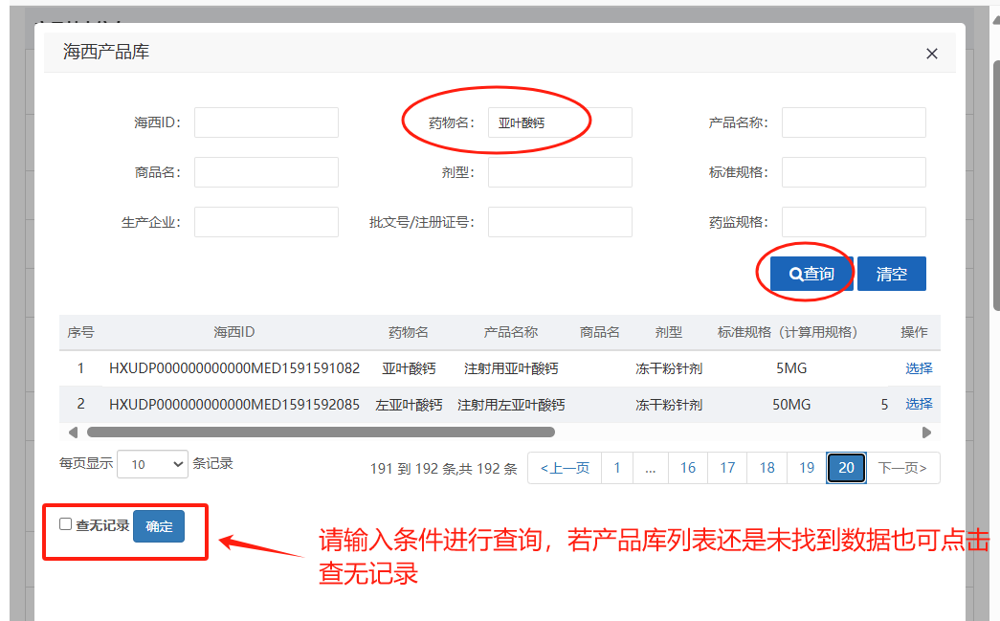 海西产品库
×
海西ID： 药物名： 亚叶酸钙 产品名称：
商品名： 剂型： 标准规格：
生产企业： 批文号/注册证号： 药监规格：
查询 清空
序号 海西ID 药物名 产品名称 商品名 剂型 标准规格（计算用规格） 操作
1 HXUDP000000000000MED1591591082 亚叶酸钙 注射用亚叶酸钙 冻干粉针剂 5MG 选择
2 HXUDP000000000000MED1591592085 左亚叶酸钙 注射用左亚叶酸钙 冻干粉针剂 50MG 5 选择
每页显示 10 条记录 191 到 192 条,共 192 条 <上一页 1 ... 16 17 18 19 20 下一页>
查无记录 确定
请输入条件进行查询，若产品库列表还是未找到数据也可点击
查无记录